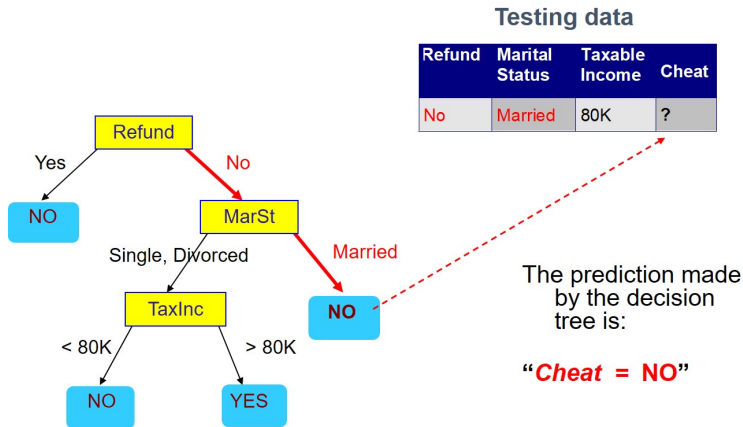 Testing data
Refund Marital Status Taxable Income Cheat
No Married 80K ?
Refund
Yes No
NO MarSt
Single, Divorced Married
TaxInc NO
< 80K > 80K
NO YES
The prediction made
by the decision
tree is:
“Cheat = NO”